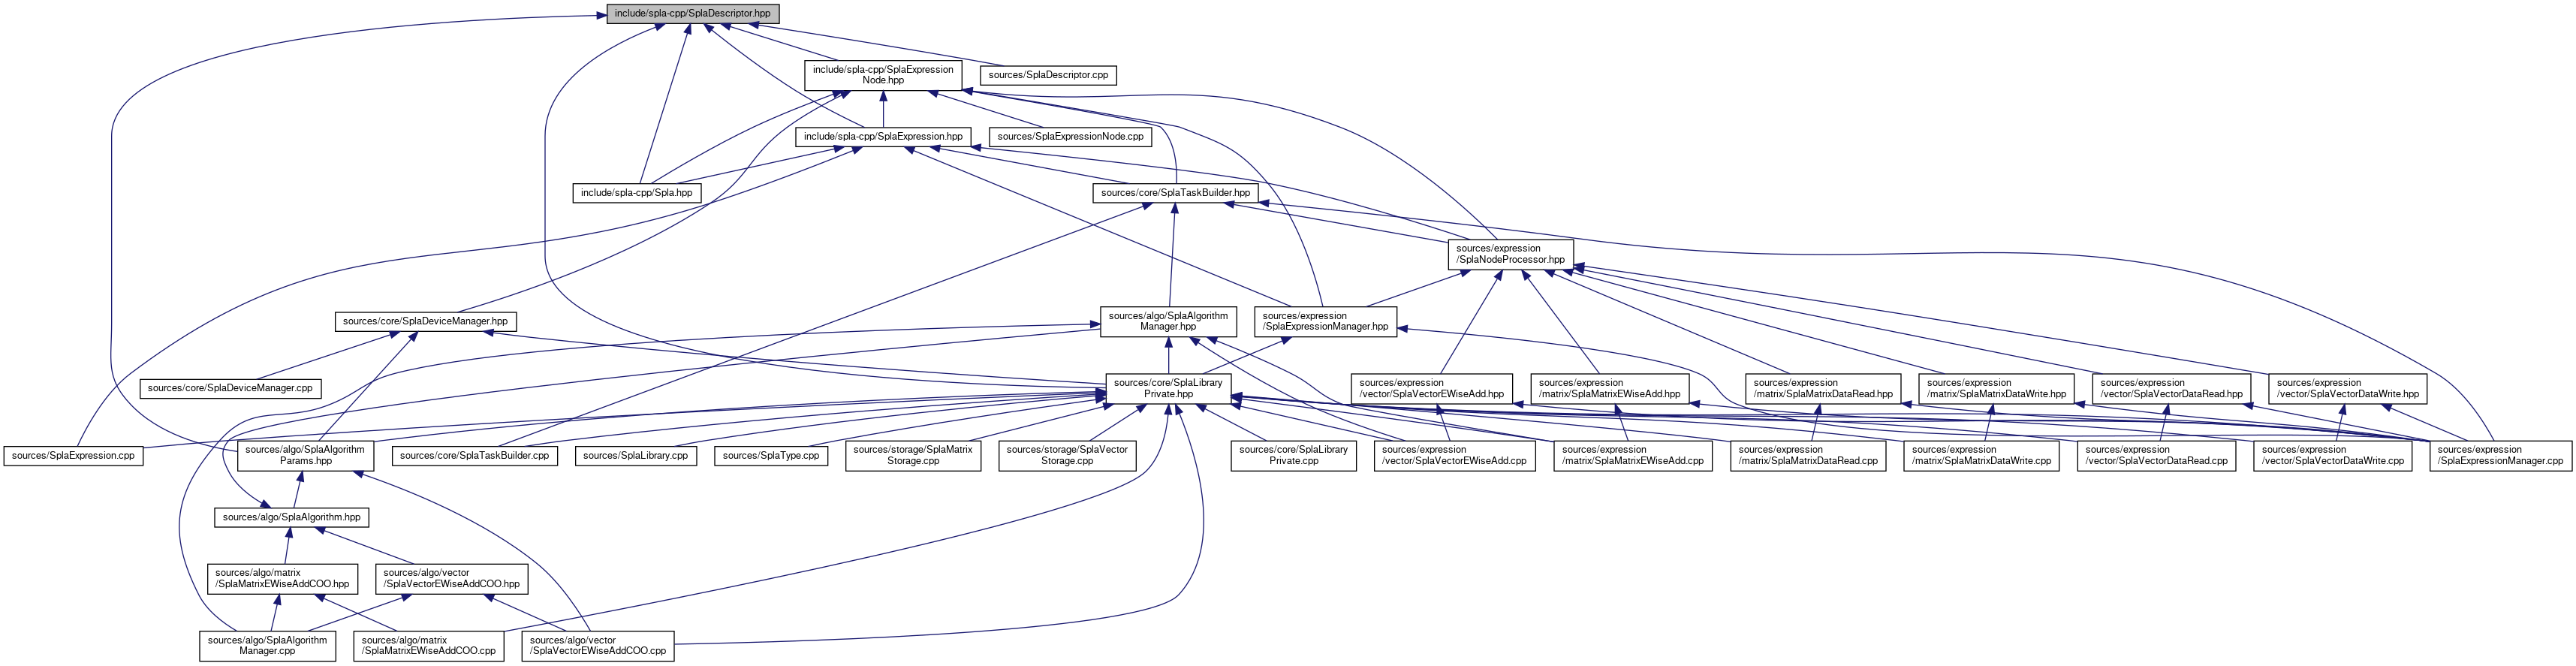 include/spla-cpp/SplaDescriptor.hpp
include/spla-cpp/SplaExpression
Node.hpp
sources/SplaDescriptor.cpp
include/spla-cpp/SplaExpression.hpp
sources/SplaExpressionNode.cpp
include/spla-cpp/Spla.hpp
sources/core/SplaTaskBuilder.hpp
sources/expression
/SplaNodeProcessor.hpp
sources/core/SplaDeviceManager.hpp
sources/algo/SplaAlgorithm
Manager.hpp
sources/expression
/SplaExpressionManager.hpp
sources/core/SplaDeviceManager.cpp
sources/core/SplaLibrary
Private.hpp
sources/expression
/vector/SplaVectorEWiseAdd.hpp
sources/expression
/matrix/SplaMatrixEWiseAdd.hpp
sources/expression
/matrix/SplaMatrixDataRead.hpp
sources/expression
/matrix/SplaMatrixDataWrite.hpp
sources/expression
/vector/SplaVectorDataRead.hpp
sources/expression
/vector/SplaVectorDataWrite.hpp
sources/SplaExpression.cpp
sources/algo/SplaAlgorithm
Params.hpp
sources/core/SplaTaskBuilder.cpp
sources/SplaLibrary.cpp
sources/SplaType.cpp
sources/storage/SplaMatrix
Storage.cpp
sources/storage/SplaVector
Storage.cpp
sources/core/SplaLibrary
Private.cpp
sources/expression
/vector/SplaVectorEWiseAdd.cpp
sources/expression
/matrix/SplaMatrixEWiseAdd.cpp
sources/expression
/matrix/SplaMatrixDataRead.cpp
sources/expression
/matrix/SplaMatrixDataWrite.cpp
sources/expression
/vector/SplaVectorDataRead.cpp
sources/expression
/vector/SplaVectorDataWrite.cpp
sources/expression
/SplaExpressionManager.cpp
sources/algo/SplaAlgorithm.hpp
sources/algo/matrix
/SplaMatrixEWiseAddCOO.hpp
sources/algo/vector
/SplaVectorEWiseAddCOO.hpp
sources/algo/SplaAlgorithm
Manager.cpp
sources/algo/matrix
/SplaMatrixEWiseAddCOO.cpp
sources/algo/vector
/SplaVectorEWiseAddCOO.cpp